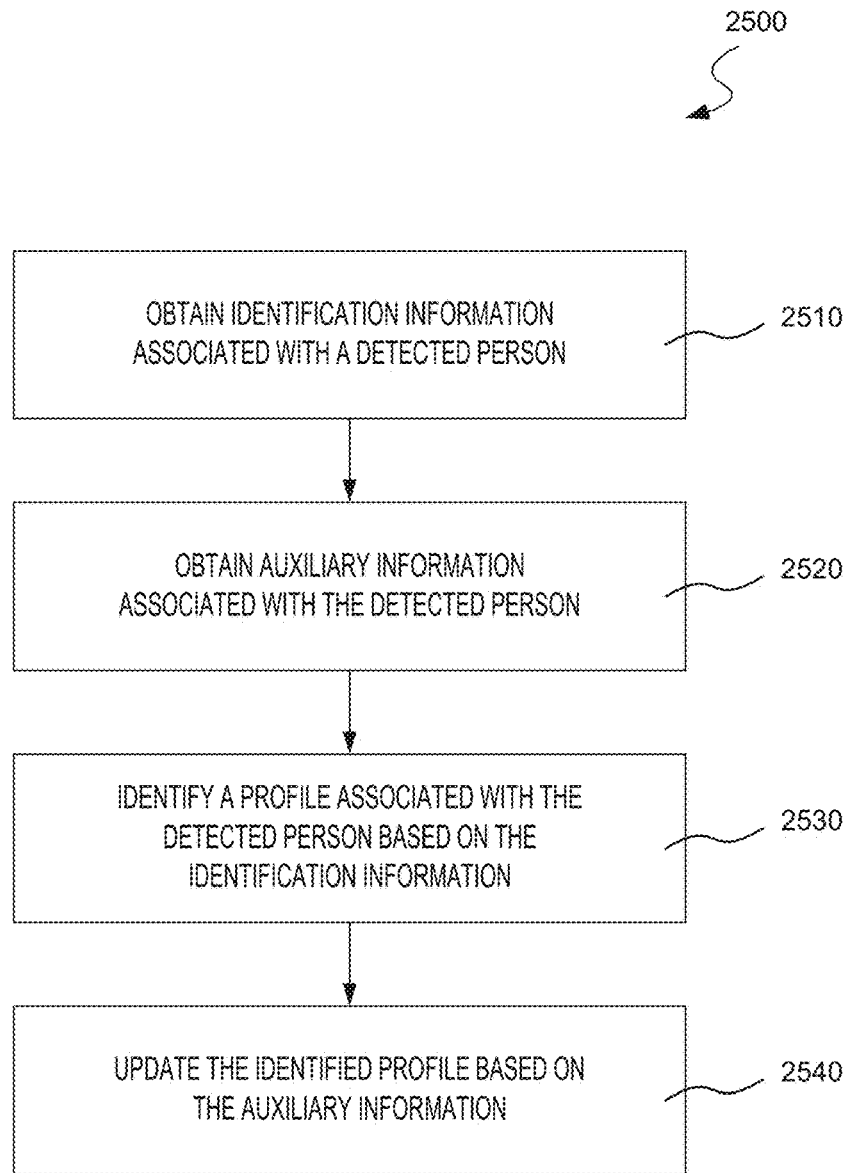 2500
OBTAIN IDENTIFICATION INFORMATION
ASSOCIATED WITH A DETECTED PERSON
2510
OBTAIN AUXILIARY INFORMATION
ASSOCIATED WITH THE DETECTED PERSON
2520
IDENTIFY A PROFILE ASSOCIATED WITH THE
DETECTED PERSON BASED ON THE
IDENTIFICATION INFORMATION
2530
UPDATE THE IDENTIFIED PROFILE BASED ON
THE AUXILIARY INFORMATION
2540